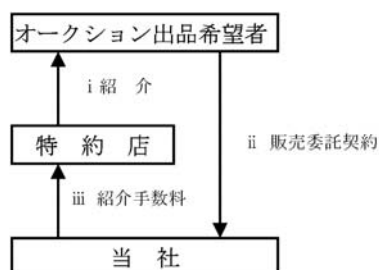 オークション出品希望者
i 紹 介
特 約 店
ii 販売委託契約
iii 紹介手数料
当 社